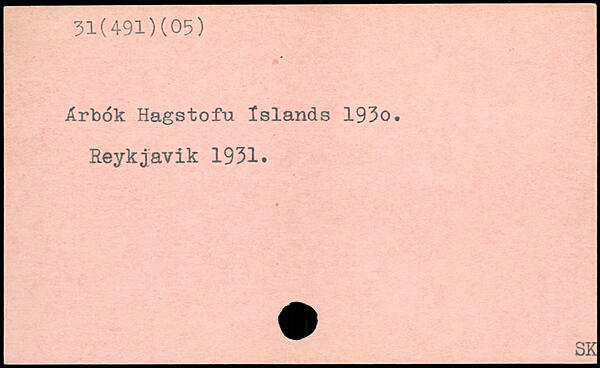 31(491)(05)
Árbók Hagstofu Íslands 193o.
Reykjavik 1931.
SK